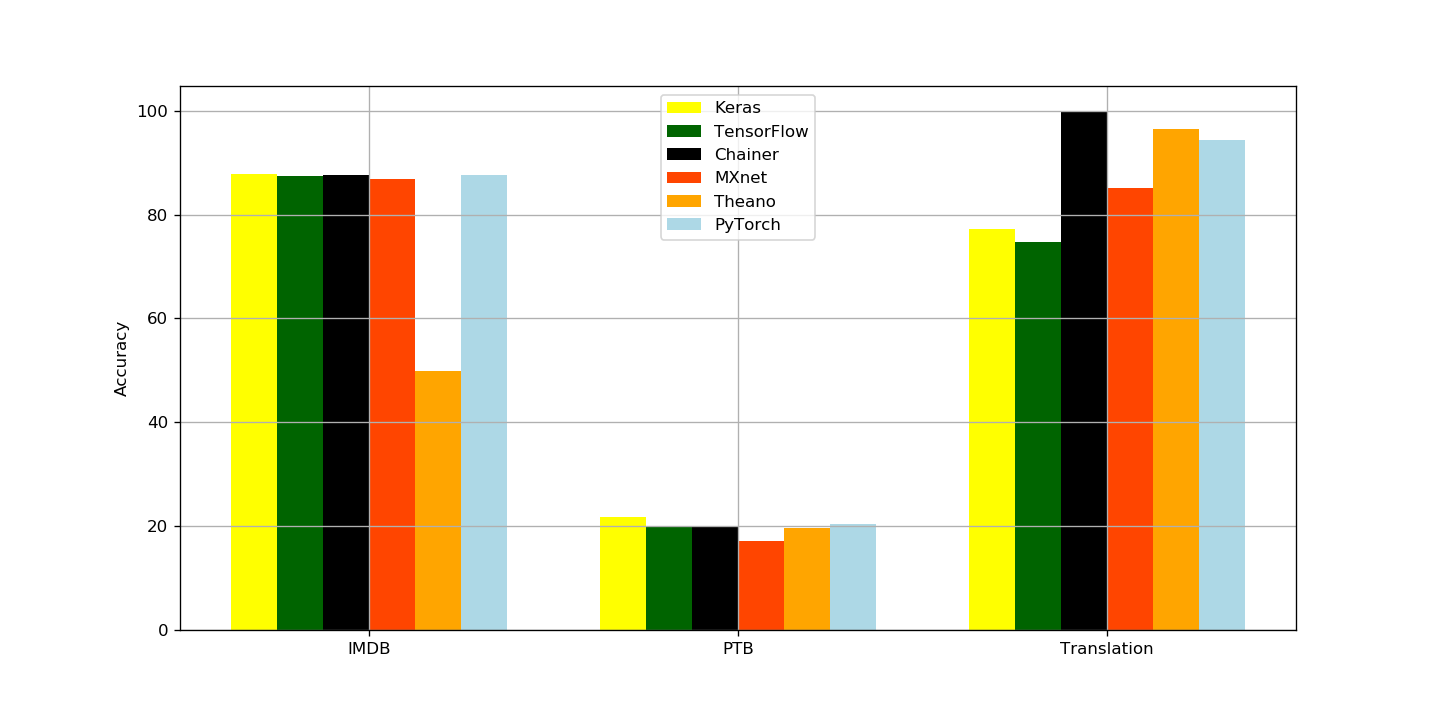 100
80
60
40
20
0
Accuracy
Keras
TensorFlow
Chainer
MXnet
Theano
PyTorch
IMDB
PTB
Translation